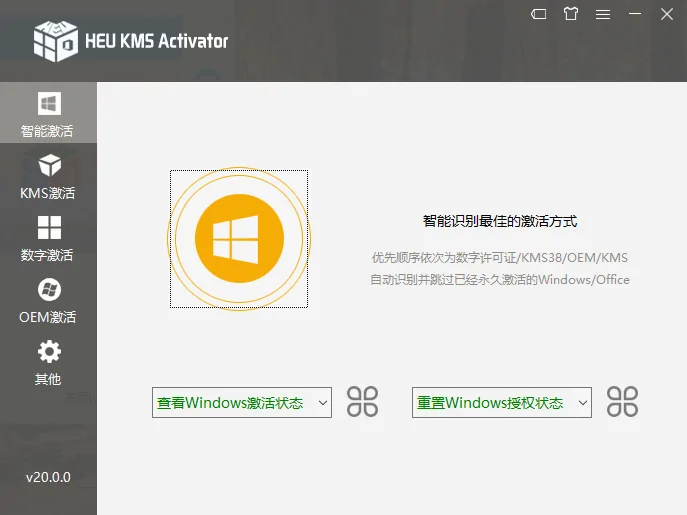 HEU KMS Activator
智能激活
KMS激活
数字激活
OEM激活
其他
v20.0.0
智能识别最佳的激活方式
优先顺序依次为数字许可证/KMS38/OEM/KMS
自动识别并跳过已经永久激活的Windows/Office
查看Windows激活状态
重置Windows授权状态